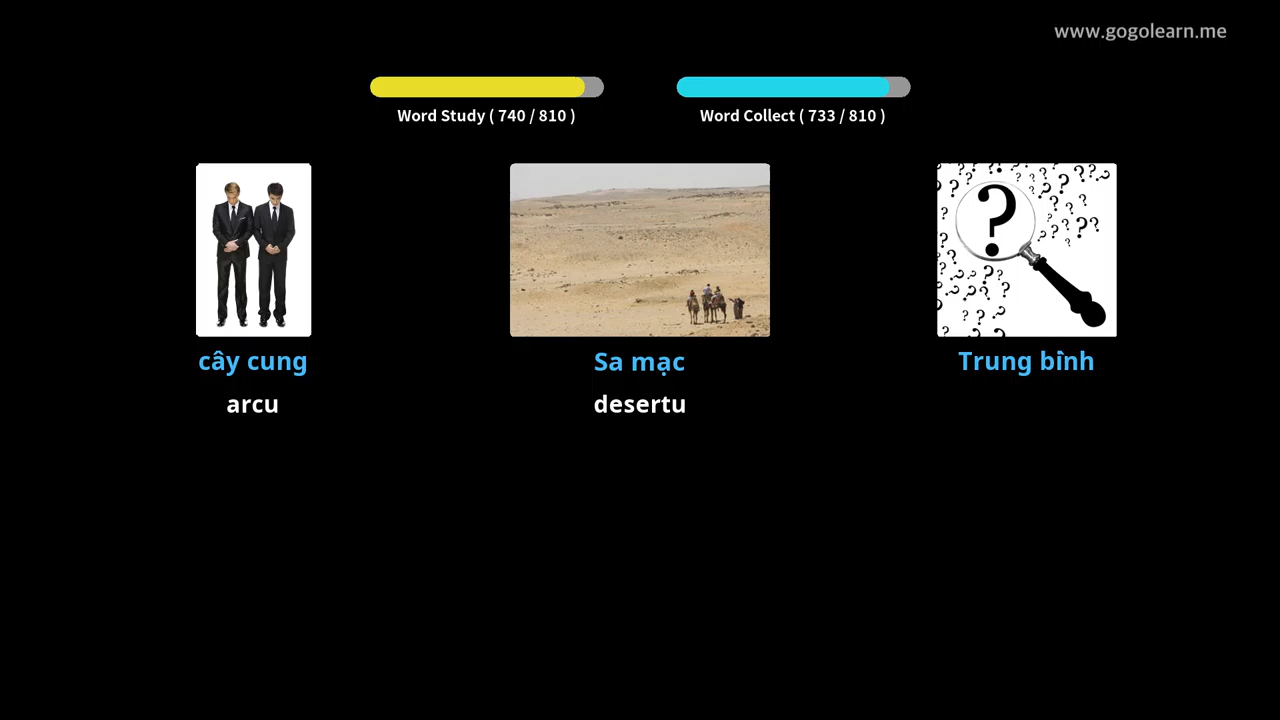 www.gogolearn.me
Word Study ( 740 / 810 )
Word Collect ( 733 / 810 )
cây cung
Sa mạc
Trung bình
arcu
desertu